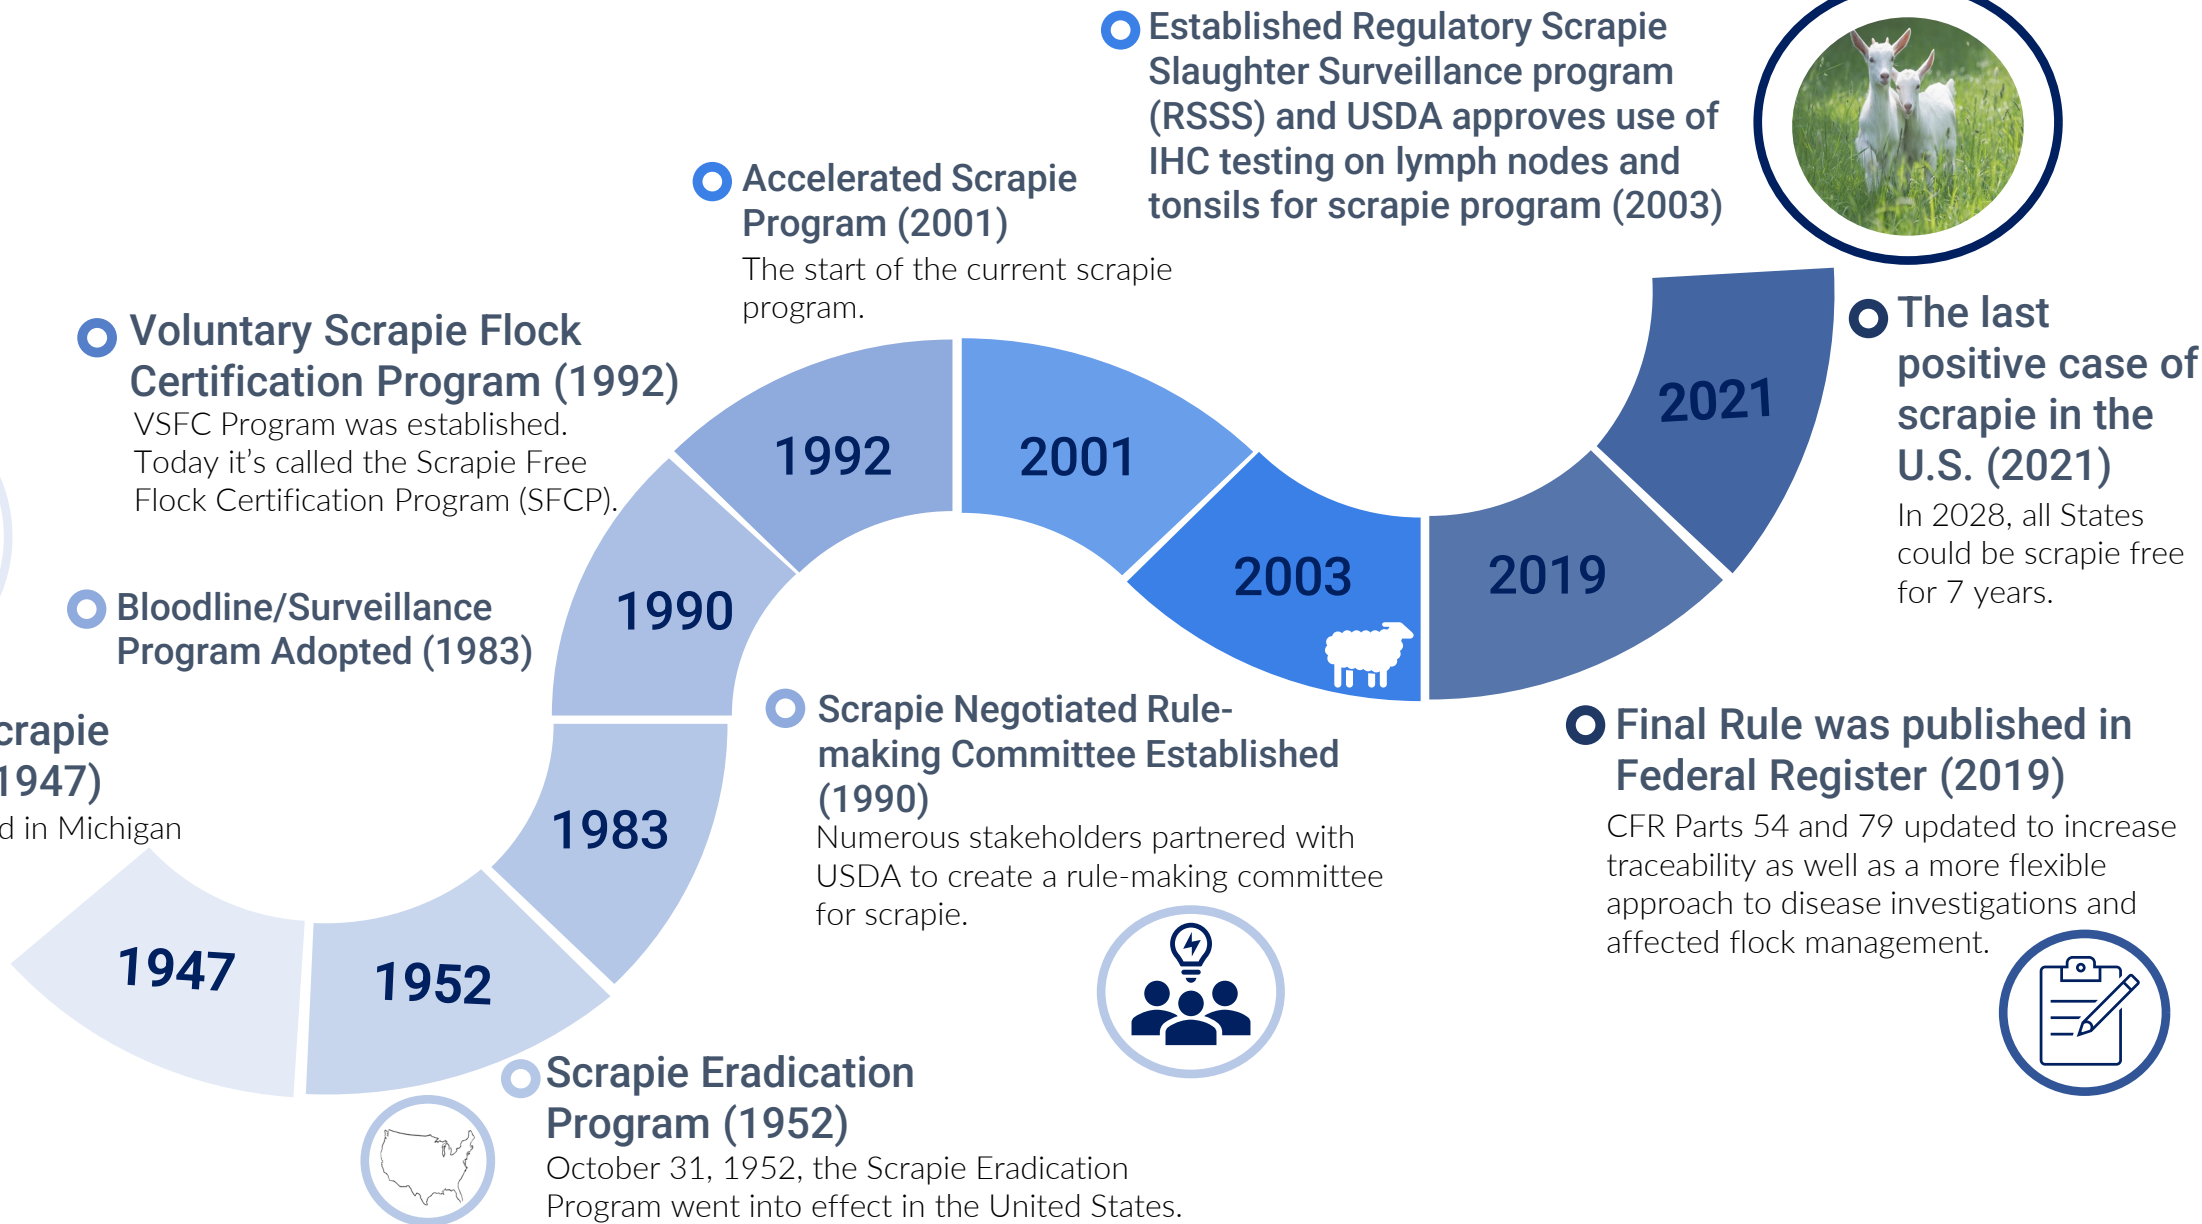 Established Regulatory Scrapie
Slaughter Surveillance program
(RSSS) and USDA approves use of
IHC testing on lymph nodes and
tonsils for scrapie program (2003)
Accelerated Scrapie
Program (2001)
The start of the current scrapie
program.
Voluntary Scrapie Flock
Certification Program (1992)
VSFC Program was established.
Today it’s called the Scrapie Free
Flock Certification Program (SFCP).
The last
positive case of
scrapie in the
U.S. (2021)
In 2028, all States
could be scrapie free
for 7 years.
2021
1992
2001
2003
2019
1990
Bloodline/Surveillance
Program Adopted (1983)
crapie
1947)
d in Michigan
1983
Scrapie Negotiated Rule-
making Committee Established
(1990)
Numerous stakeholders partnered with
USDA to create a rule-making committee
for scrapie.
Final Rule was published in
Federal Register (2019)
CFR Parts 54 and 79 updated to increase
traceability as well as a more flexible
approach to disease investigations and
affected flock management.
1947
1952
Scrapie Eradication
Program (1952)
October 31, 1952, the Scrapie Eradication
Program went into effect in the United States.